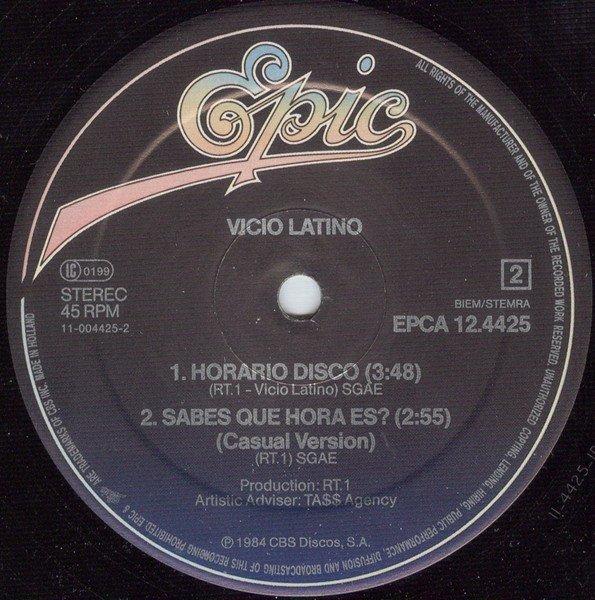 Epic
VICIO LATINO
LC 0199
STEREO
45 RPM
11-004425-2
2
BIEM/STEMRA
EPCA 12.4425
1. HORARIO DISCO (3:48)
(RT.1 - Vicio Latino) SGAE
2. SABES QUE HORA ES? (2:55)
(Casual Version)
(RT.1) SGAE
Production: RT.1
Artistic Adviser: TA$$ Agency
℗ 1984 CBS Discos, S.A.
ALL RIGHTS OF THE MANUFACTURER AND OF THE OWNER OF THE RECORDED WORK RESERVED. UNAUTHORIZED COPYING, LENDING, HIRING, PUBLIC PERFORMANCE, DIFFUSION AND BROADCASTING OF THIS RECORDING PROHIBITED EPIC & ARE TRADEMARKS OF CBS INC. MADE IN HOLLAND